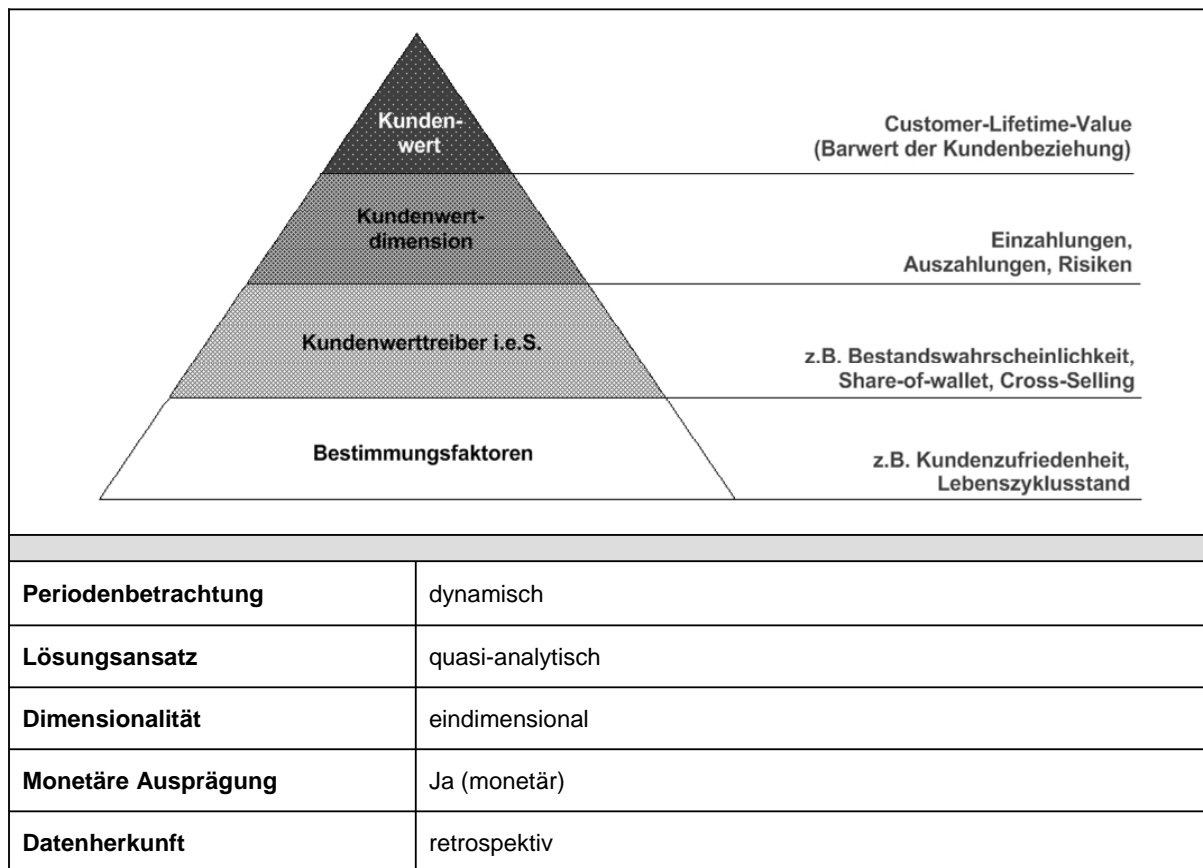 Kunden-
wert
Customer-Lifetime-Value
(Barwert der Kundenbeziehung)
Kundenwert-
dimension
Einzahlungen,
Auszahlungen, Risiken
Kundenwerttreiber i.e.S.
z.B. Bestandswahrscheinlichkeit,
Share-of-wallet, Cross-Selling
Bestimmungsfaktoren
z.B. Kundenzufriedenheit,
Lebenszyklusstand
Periodenbetrachtung dynamisch
Lösungsansatz quasi-analytisch
Dimensionalität eindimensional
Monetäre Ausprägung Ja (monetär)
Datenherkunft retrospektiv